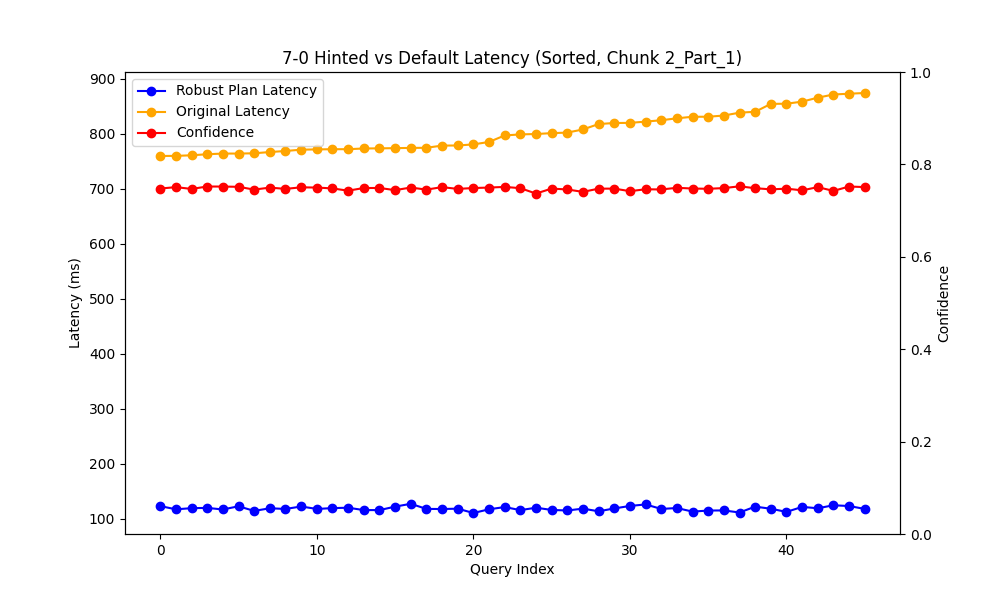 7-0 Hinted vs Default Latency (Sorted, Chunk 2_Part_1)
Robust Plan Latency
Original Latency
Confidence
900
800
700
600
500
400
300
200
100
Latency (ms)
1.0
0.8
0.6
0.4
0.2
0.0
Confidence
0
10
20
30
40
Query Index